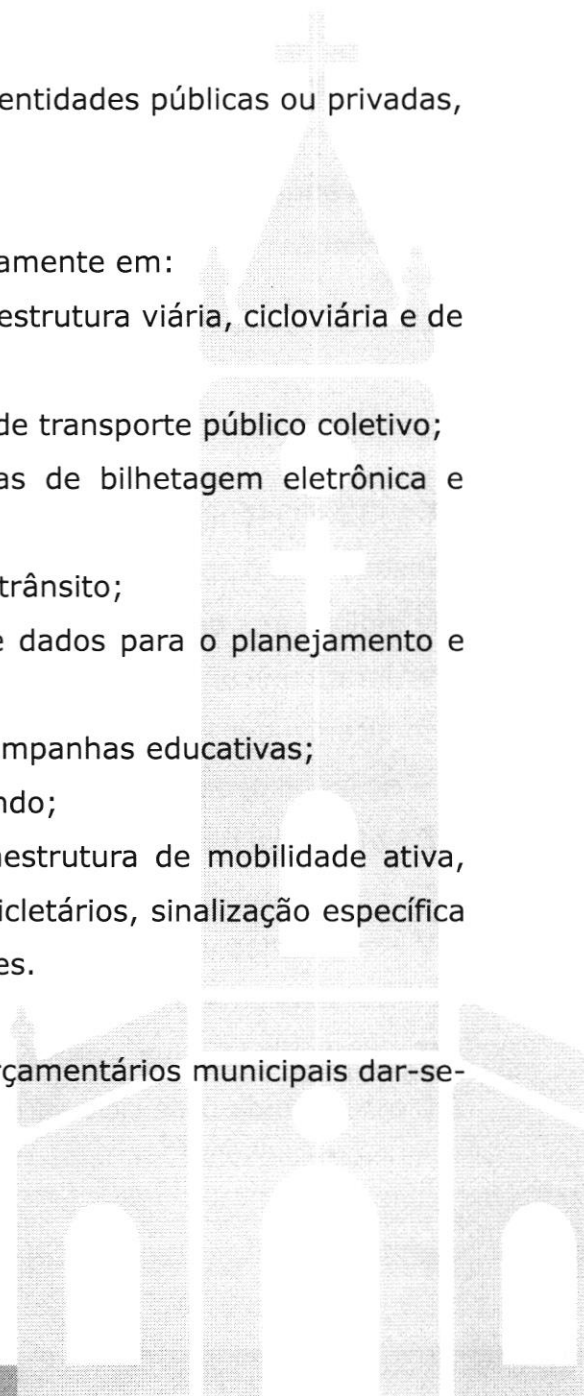 entidades públicas ou privadas,
amente em:
estrutura viária, cicloviária e de
de transporte público coletivo;
as de bilhetagem eletrônica e
trânsito;
e dados para o planejamento e
mpanhas educativas;
ndo;
aestrutura de mobilidade ativa,
icletários, sinalização específica
es.
rçamentários municipais dar-se-